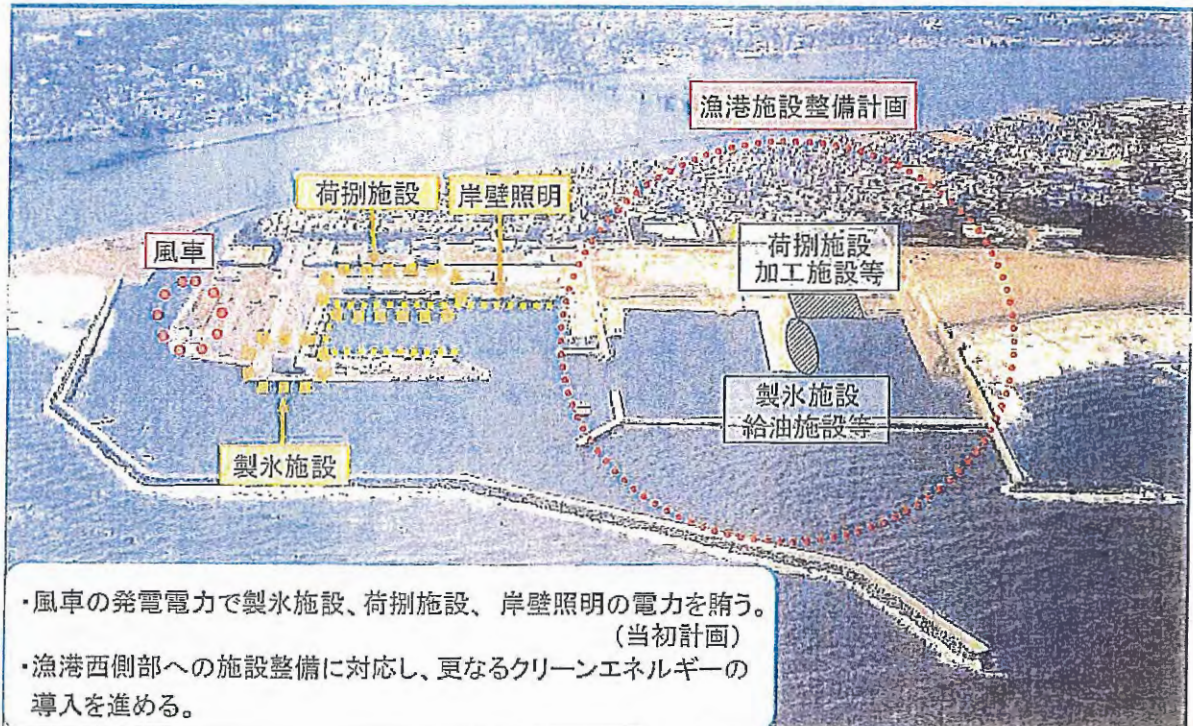 漁港施設整備計画
荷捌施設
岸壁照明
風車
荷捌施設
加工施設等
製氷施設
給油施設等
製氷施設
・風車の発電電力で製氷施設、荷捌施設、岸壁照明の電力を賄う。
(当初計画)
・漁港西側部への施設整備に対応し、更なるクリーンエネルギーの
導入を進める。